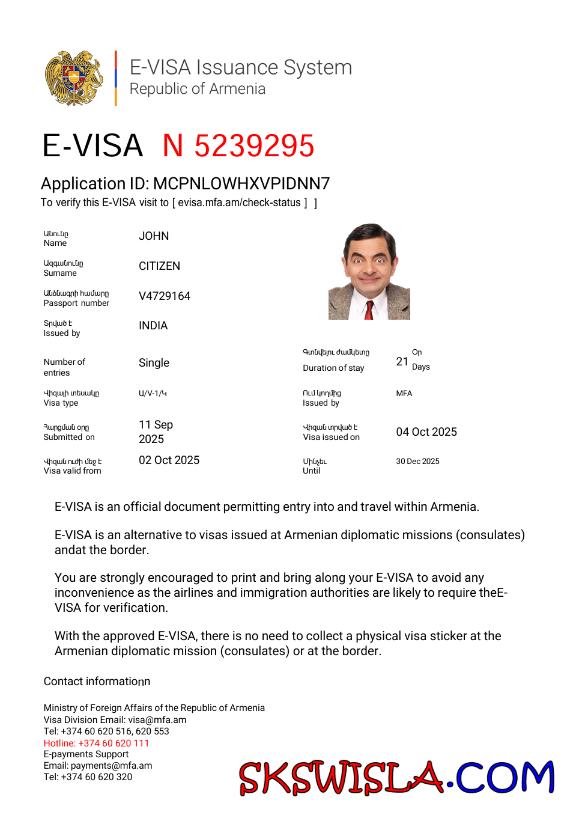 E-VISA Issuance System
Republic of Armenia
E-VISA N 5239295
Application ID: MCPNLOWHXVPIDNN7
To verify this E-VISA visit to [ evisa.mfa.am/check-status ] ]
Անունը
Name
JOHN
Ազգանունը
Surname
CITIZEN
Անձնագրի համարը
Passport number
V4729164
Տրված է
Issued by
INDIA
Number of
entries
Single
Գտնվելու ժամկետը
Duration of stay
21
Օր
Days
Վիզայի տեսակը
Visa type
Ա/V-1/Կ
Ում կողմից
Issued by
MFA
Հարցման օրը
Submitted on
11 Sep
2025
Վիզան տրված է
Visa issued on
04 Oct 2025
Վիզան ուժի մեջ է
Visa valid from
02 Oct 2025
Մինչեւ
Until
30 Dec 2025
E-VISA is an official document permitting entry into and travel within Armenia.
E-VISA is an alternative to visas issued at Armenian diplomatic missions (consulates)
andat the border.
You are strongly encouraged to print and bring along your E-VISA to avoid any
inconvenience as the airlines and immigration authorities are likely to require theE-
VISA for verification.
With the approved E-VISA, there is no need to collect a physical visa sticker at the
Armenian diplomatic mission (consulates) or at the border.
Contact informatioըn
Ministry of Foreign Affairs of the Republic of Armenia
Visa Division Email: visa@mfa.am
Tel: +374 60 620 516, 620 553
Hotline: +374 60 620 111
E-payments Support
Email: payments@mfa.am
Tel: +374 60 620 320
SKSWISLA.COM